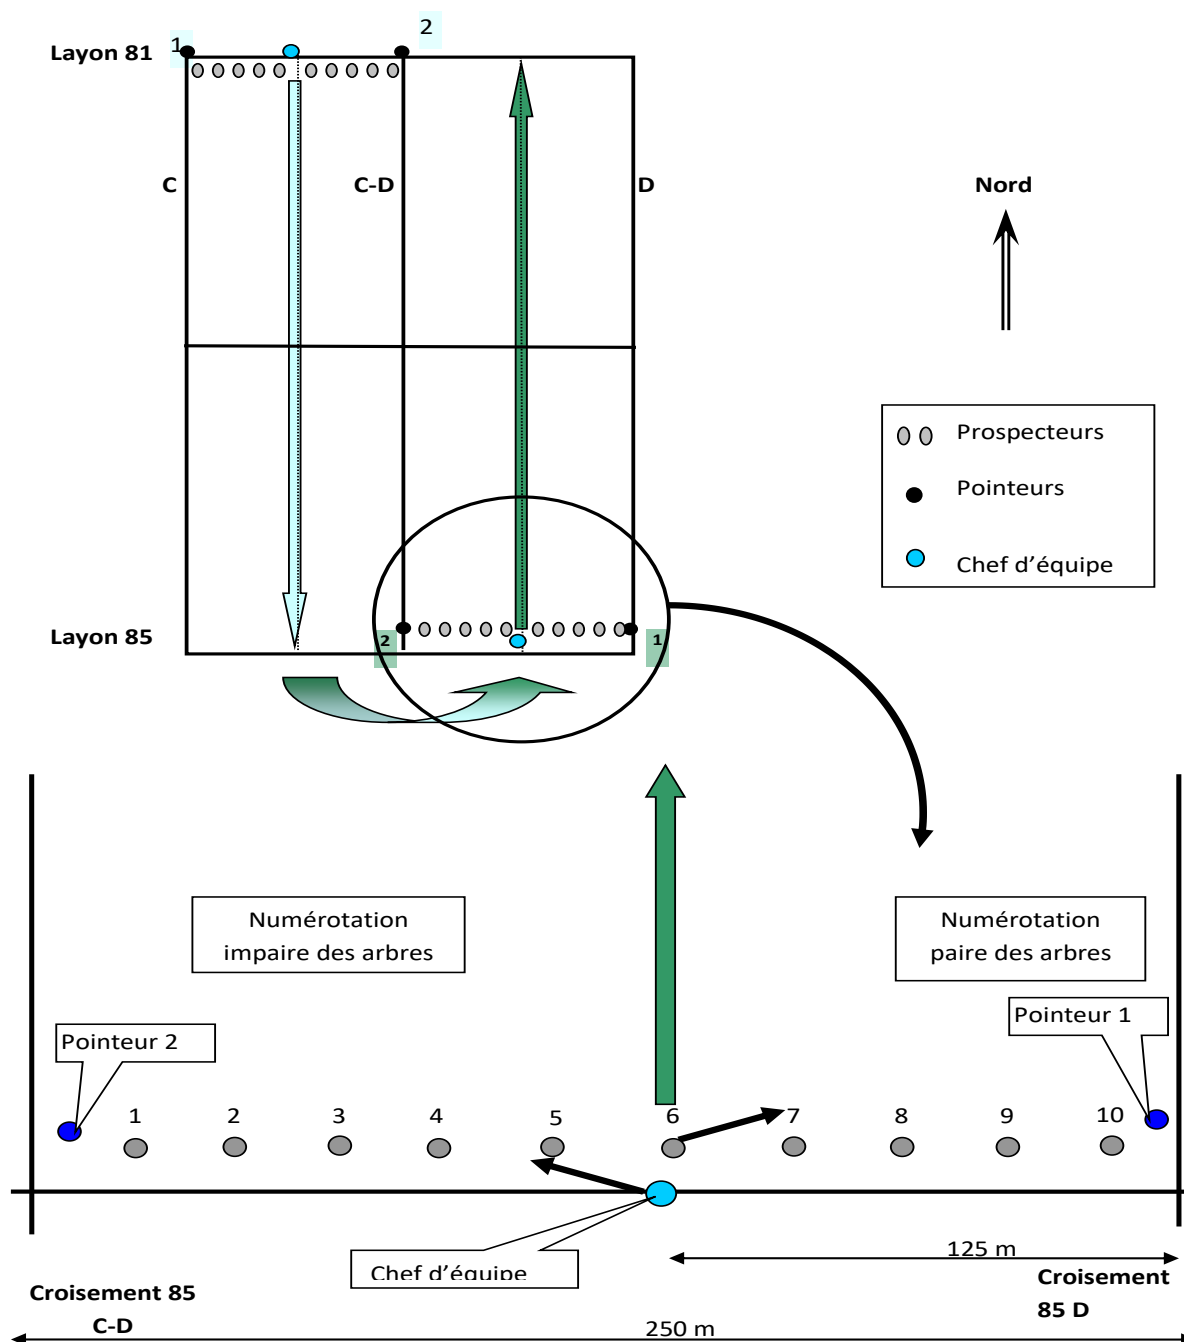 Layon 81
1
2
C
C-D
D
Nord
Prospecteurs
Pointeurs
Chef d'équipe
Layon 85
2
1
Numérotation
impaire des arbres
Numérotation
paire des arbres
Pointeur 2
Pointeur 1
1 2 3 4 5 6 7 8 9 10
Chef d'équipe
125 m
Croisement 85
C-D
Croisement
85 D
250 m